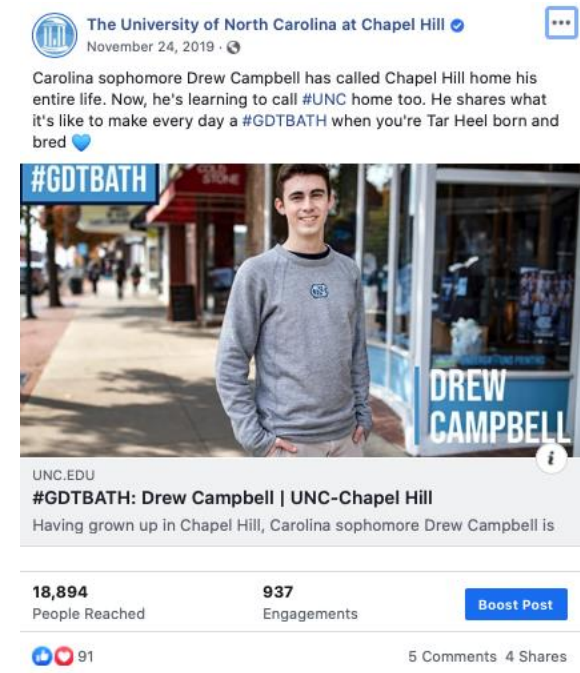 The University of North Carolina at Chapel Hill
November 24, 2019 ·
Carolina sophomore Drew Campbell has called Chapel Hill home his
entire life. Now, he's learning to call #UNC home too. He shares what
it's like to make every day a #GDTBATH when you're Tar Heel born and
bred 💙
#GDTBATH
COLD
STONE
DREW
CAMPBELL
i
UNC.EDU
#GDTBATH: Drew Campbell | UNC-Chapel Hill
Having grown up in Chapel Hill, Carolina sophomore Drew Campbell is
18,894 937
People Reached Engagements Boost Post
91 5 Comments 4 Shares